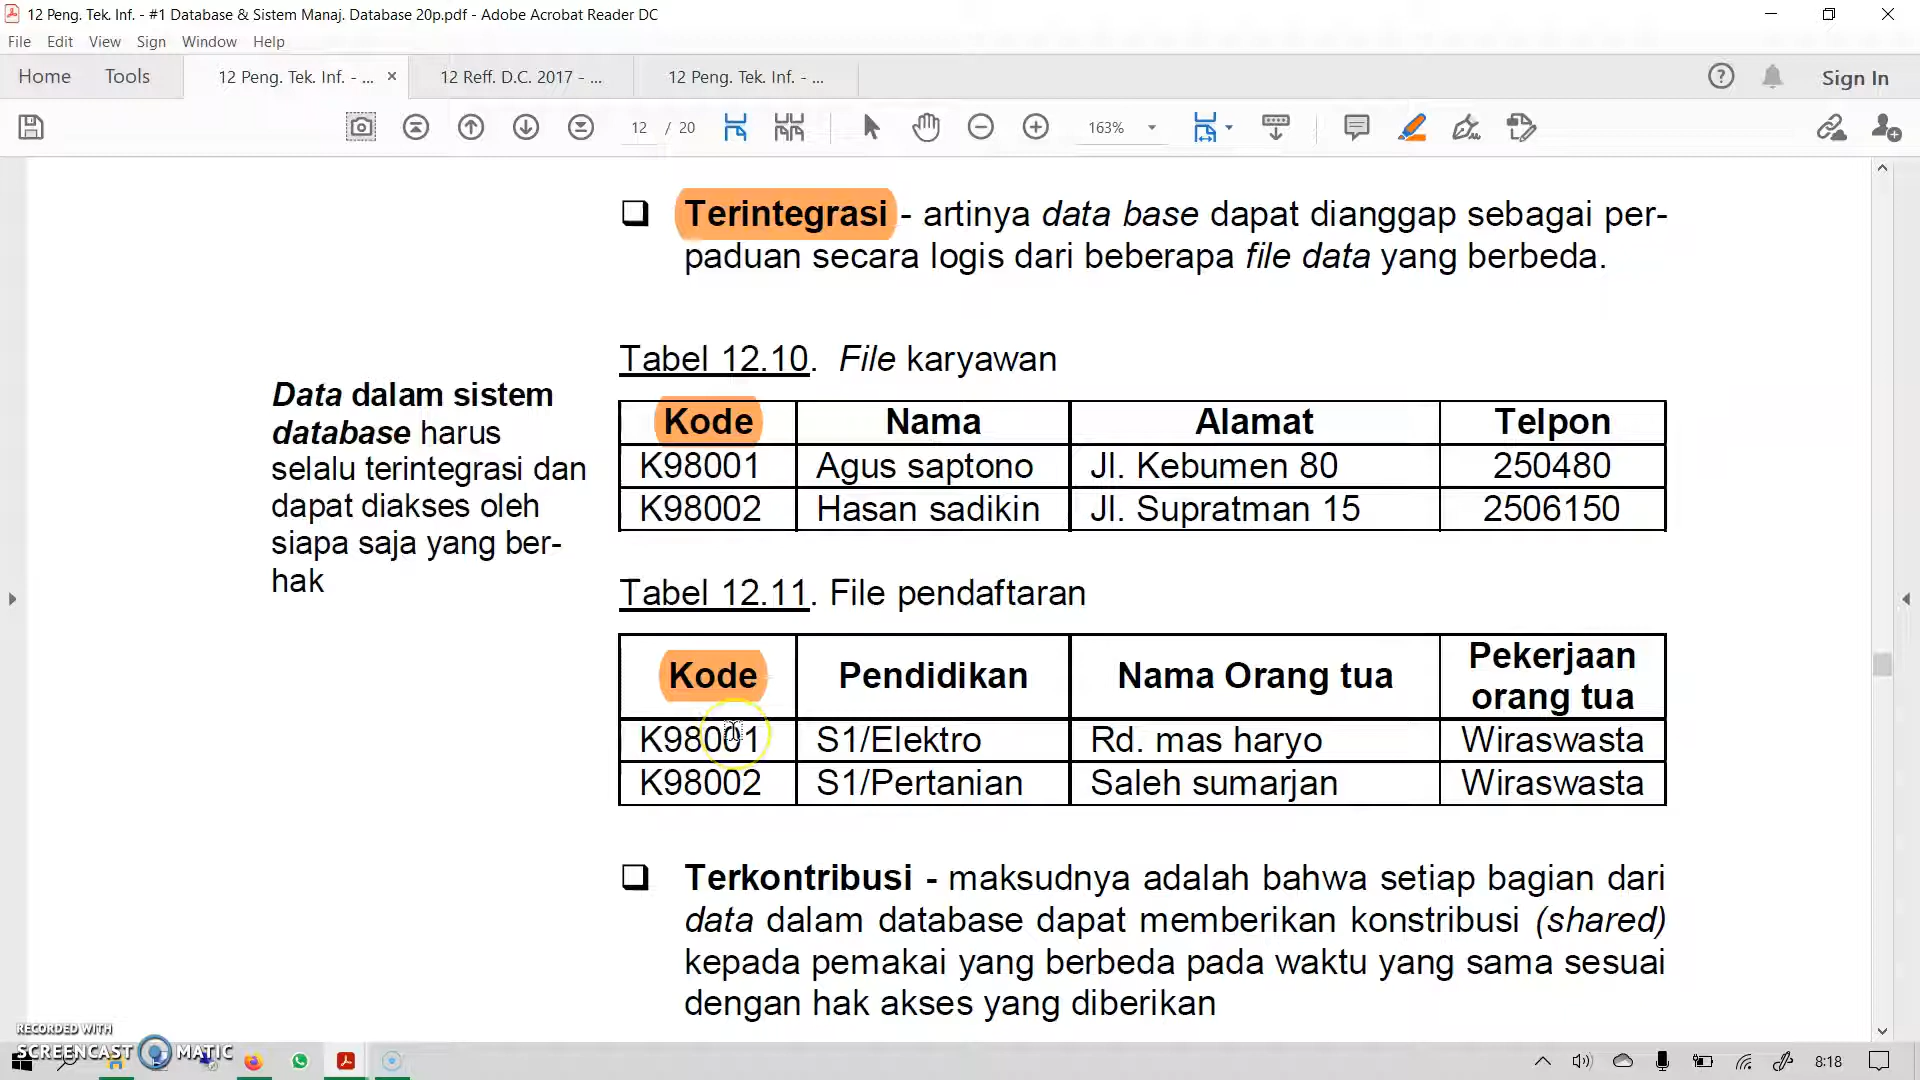 12 Peng. Tek. Inf. - #1 Database & Sistem Manaj. Database 20p.pdf - Adobe Acrobat Reader DC
File Edit View Sign Window Help
Home Tools 12 Peng. Tek. Inf. - ... × 12 Reff. D.C. 2017 - ... 12 Peng. Tek. Inf. - ... Sign In
12 / 20 163%
❑ Terintegrasi - artinya data base dapat dianggap sebagai per-
paduan secara logis dari beberapa file data yang berbeda.
Data dalam sistem
database harus
selalu terintegrasi dan
dapat diakses oleh
siapa saja yang ber-
hak
Tabel 12.10. File karyawan
Kode Nama Alamat Telpon
K98001 Agus saptono Jl. Kebumen 80 250480
K98002 Hasan sadikin Jl. Supratman 15 2506150
Tabel 12.11. File pendaftaran
Kode Pendidikan Nama Orang tua Pekerjaan
orang tua
K98001 S1/Elektro Rd. mas haryo Wiraswasta
K98002 S1/Pertanian Saleh sumarjan Wiraswasta
❑ Terkontribusi - maksudnya adalah bahwa setiap bagian dari
data dalam database dapat memberikan konstribusi (shared)
kepada pemakai yang berbeda pada waktu yang sama sesuai
dengan hak akses yang diberikan
RECORDED WITH
SCREENCAST MATIC
8:18